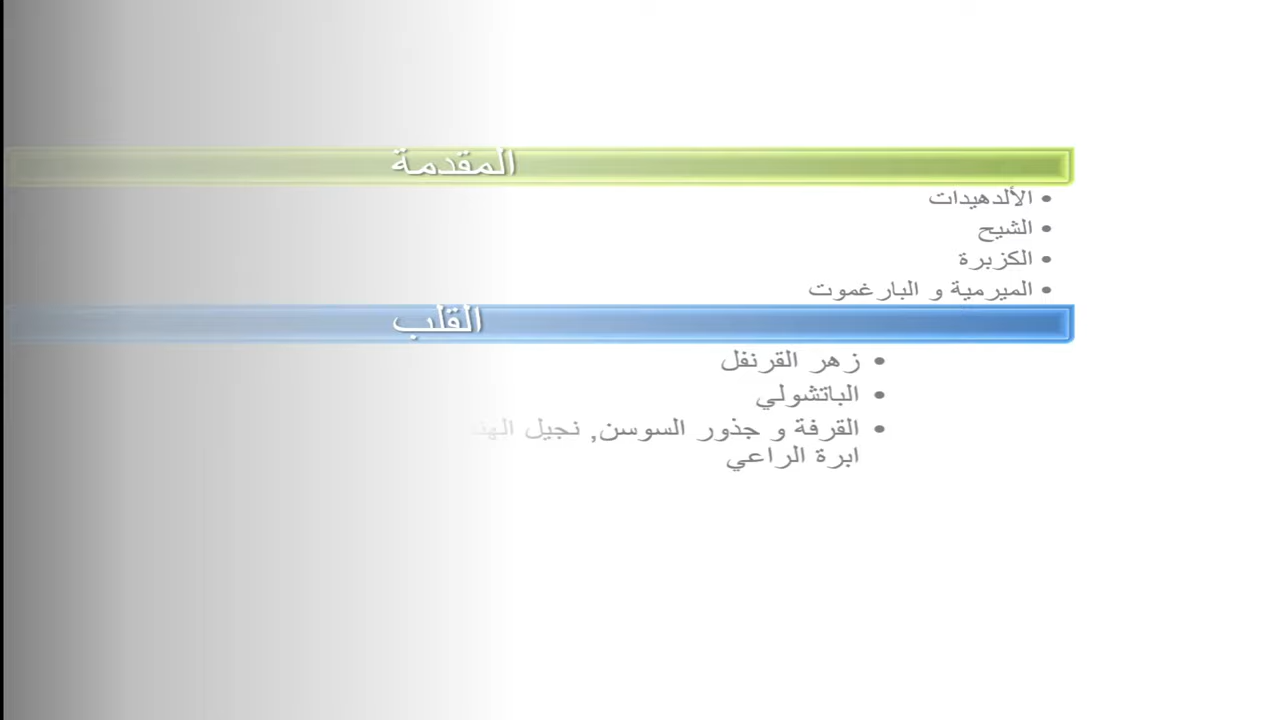 المقدمة
• الألدهيدات
• الشيح
• الكزبرة
• الميرمية و البارغموت
القلب
• زهر القرنفل
• الباتشولي
• القرفة و جذور السوسن, نجيل
ابرة الراعي